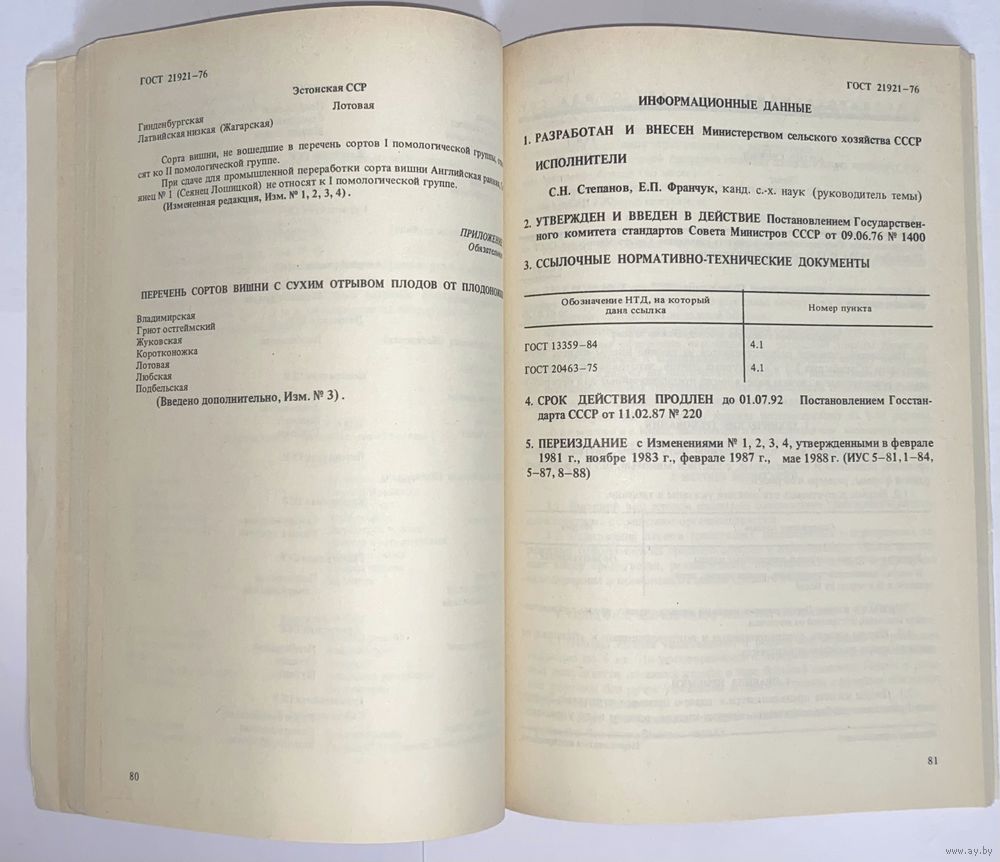 ГОСТ 21921–76
Эстонская ССР
Гинденбургская Лотовая
Латвийская низкая (Жагарская)
Сорта вишни, не вошедшие в перечень сортов I помологической группы,
сят ко II помологической группе.
При сдаче для промышленной переработки сорта вишни Английская ранняя,
янец № 1 (Сеянец Лошицкой) не относят к I помологической группе.
(Измененная редакция, Изм. № 1, 2, 3, 4) .
ПРИЛОЖЕНИЕ
Обязательное
ПЕРЕЧЕНЬ СОРТОВ ВИШНИ С СУХИМ ОТРЫВОМ ПЛОДОВ ОТ ПЛОДОНОЖ
Владимирская
Гриот остгеймский
Жуковская
Коротконожка
Лотовая
Любская
Подбельская
(Введено дополнительно, Изм. № 3) .
80
ГОСТ 21921–76
ИНФОРМАЦИОННЫЕ ДАННЫЕ
1. РАЗРАБОТАН И ВНЕСЕН Министерством сельского хозяйства СССР
ИСПОЛНИТЕЛИ
С.Н. Степанов, Е.П. Франчук, канд. с.-х. наук (руководитель темы)
2. УТВЕРЖДЕН И ВВЕДЕН В ДЕЙСТВИЕ Постановлением Государствен-
ного комитета стандартов Совета Министров СССР от 09.06.76 № 1400
3. ССЫЛОЧНЫЕ НОРМАТИВНО-ТЕХНИЧЕСКИЕ ДОКУМЕНТЫ
Обозначение НТД, на который
дана ссылка
Номер пункта
ГОСТ 13359–84 4.1
ГОСТ 20463–75 4.1
4. СРОК ДЕЙСТВИЯ ПРОДЛЕН до 01.07.92 Постановлением Госстан-
дарта СССР от 11.02.87 № 220
5. ПЕРЕИЗДАНИЕ с Изменениями № 1, 2, 3, 4, утвержденными в феврале
1981 г., ноябре 1983 г., феврале 1987 г., мае 1988 г. (ИУС 5–81, 1–84,
5–87, 8–88)
81
www.ay.by